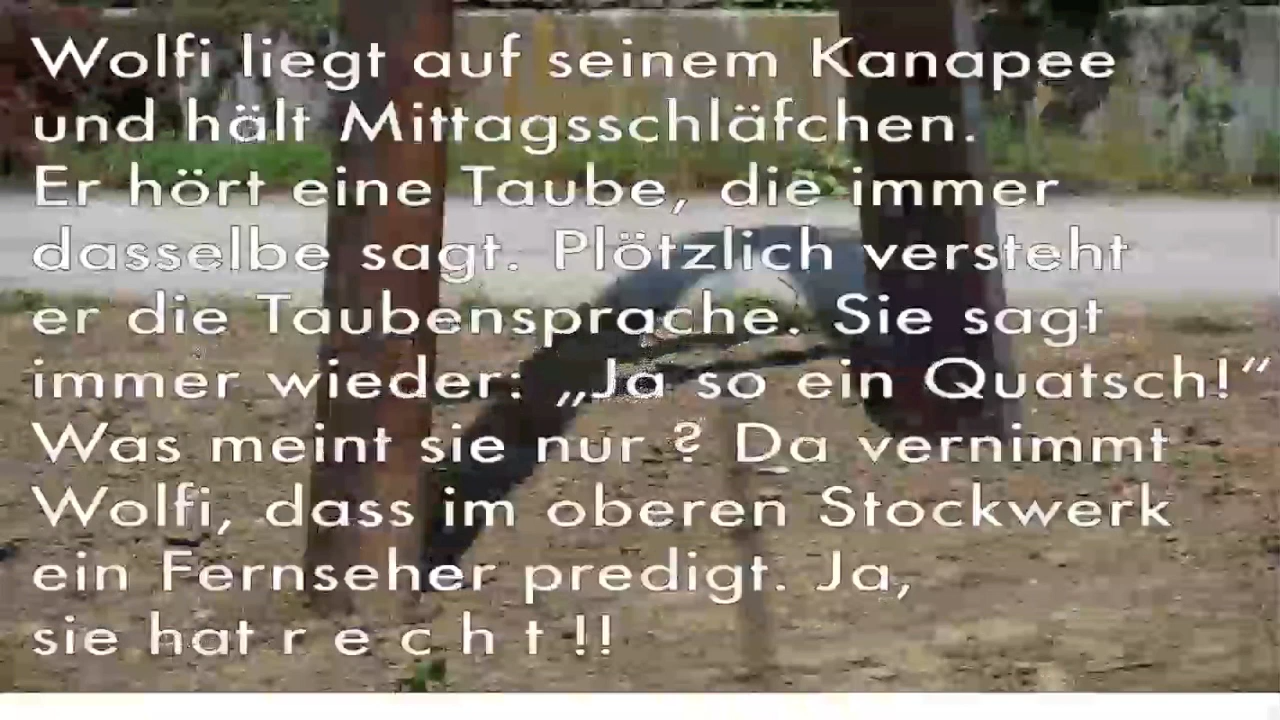 Wolfi liegt auf seinem Kanapee
und hält Mittagsschläfchen.
Er hört eine Taube, die immer
dasselbe sagt. Plötzlich versteht
er die Taubensprache. Sie sagt
immer wieder: „Ja so ein Quatsch!“
Was meint sie nur ? Da vernimmt
Wolfi, dass im oberen Stockwerk
ein Fernseher predigt. Ja,
sie hat r e c h t !!